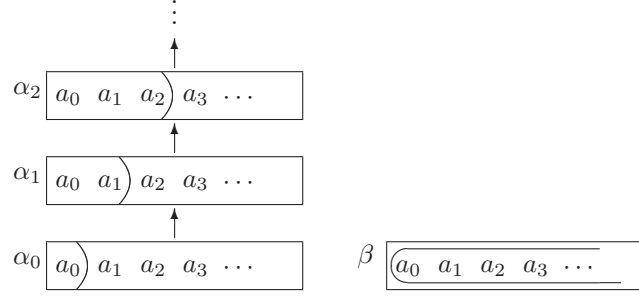 ⋮
α₂ a₀ a₁ a₂ a₃ ⋯
α₁ a₀ a₁ a₂ a₃ ⋯
α₀ a₀ a₁ a₂ a₃ ⋯
β a₀ a₁ a₂ a₃ ⋯